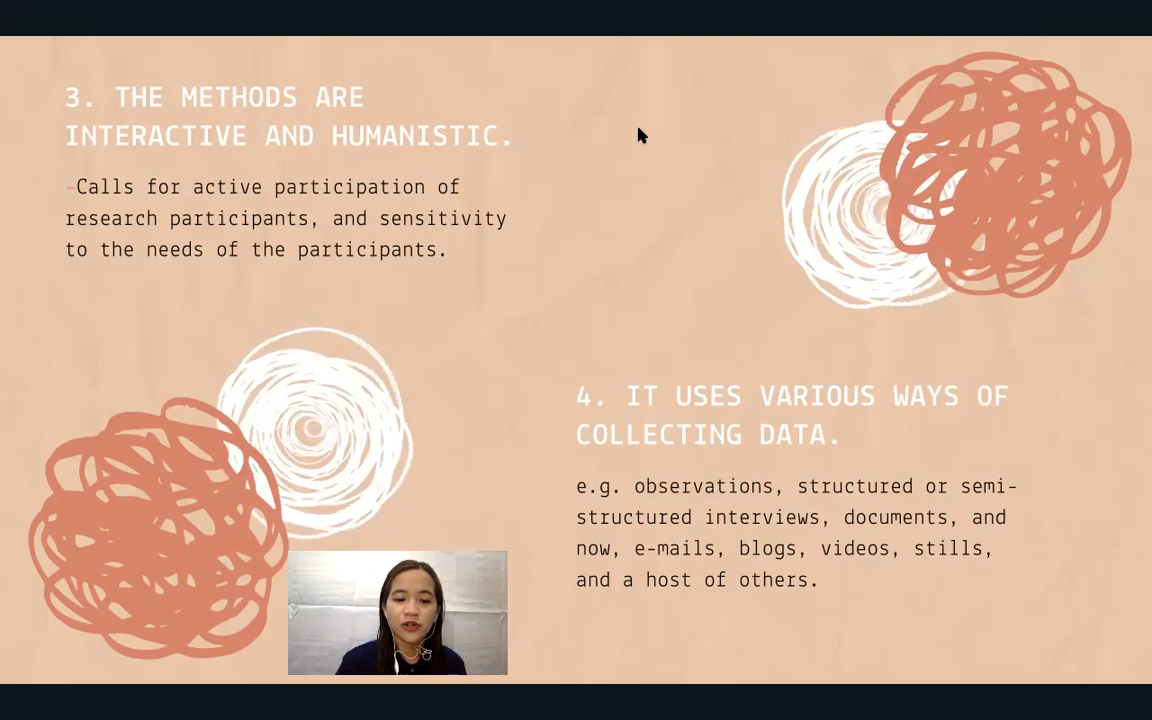 3. THE METHODS ARE
INTERACTIVE AND HUMANISTIC.
-Calls for active participation of
research participants, and sensitivity
to the needs of the participants.
4. IT USES VARIOUS WAYS OF
COLLECTING DATA.
e.g. observations, structured or semi-
structured interviews, documents, and
now, e-mails, blogs, videos, stills,
and a host of others.